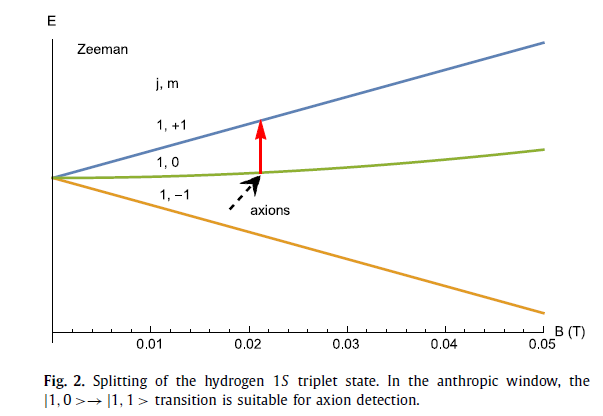 E
Zeeman
j, m
1, +1
1, 0
1, −1
axions
B (T)
0.01 0.02 0.03 0.04 0.05
Fig. 2. Splitting of the hydrogen 1S triplet state. In the anthropic window, the
|1, 0 >→ |1, 1 > transition is suitable for axion detection.